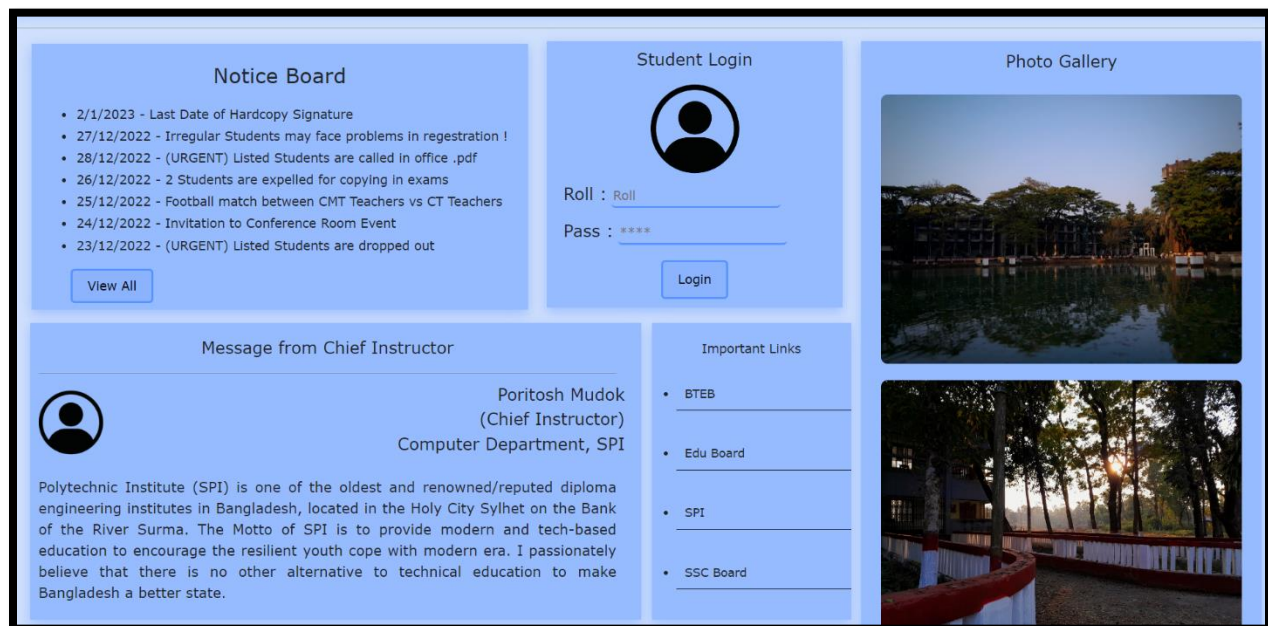 Notice Board
2/1/2023 - Last Date of Hardcopy Signature
27/12/2022 - Irregular Students may face problems in regestration !
28/12/2022 - (URGENT) Listed Students are called in office .pdf
26/12/2022 - 2 Students are expelled for copying in exams
25/12/2022 - Football match between CMT Teachers vs CT Teachers
24/12/2022 - Invitation to Conference Room Event
23/12/2022 - (URGENT) Listed Students are dropped out
View All
Student Login
Roll : Roll
Pass : ****
Login
Photo Gallery
Message from Chief Instructor
Poritosh Mudok
(Chief Instructor)
Computer Department, SPI
Polytechnic Institute (SPI) is one of the oldest and renowned/reputed diploma
engineering institutes in Bangladesh, located in the Holy City Sylhet on the Bank
of the River Surma. The Motto of SPI is to provide modern and tech-based
education to encourage the resilient youth cope with modern era. I passionately
believe that there is no other alternative to technical education to make
Bangladesh a better state.
Important Links
BTEB
Edu Board
SPI
SSC Board